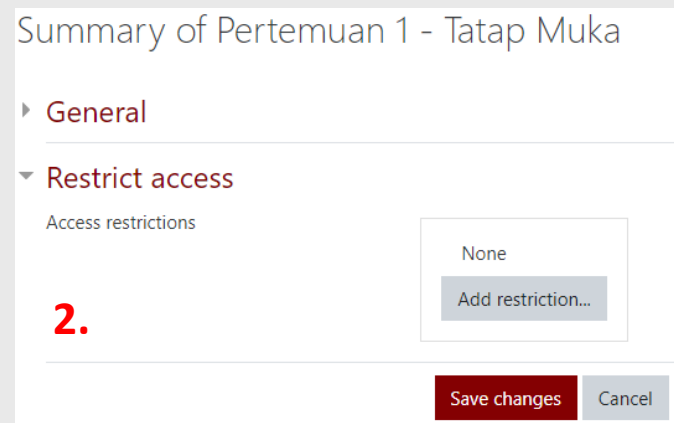 Summary of Pertemuan 1 - Tatap Muka
General
Restrict access
Access restrictions
None
Add restriction...
2.
Save changes Cancel